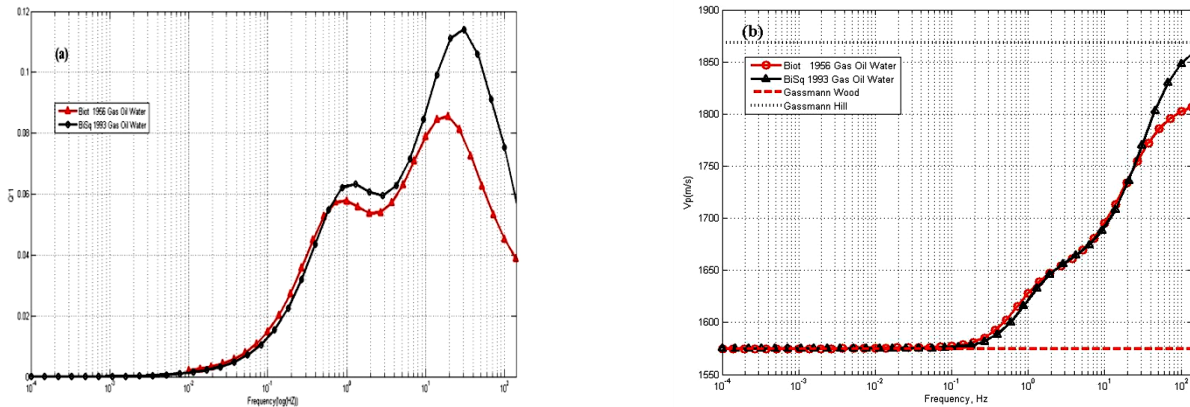 (a)
Biot 1956 Gas Oil Water
BiSq 1993 Gas Oil Water
0.12
0.1
0.08
0.06
0.04
0.02
0
Q^-1
10^-4
10^-2
10^-1
10^0
10^1
10^2
Frequency(log(HZ))
(b)
Biot 1956 Gas Oil Water
BiSq 1993 Gas Oil Water
Gassmann Wood
Gassmann Hill
1900
1850
1800
1750
1700
1650
1600
1550
Vp(m/s)
10^-4
10^-3
10^-2
10^-1
10^0
10^1
10^2
Frequency, Hz